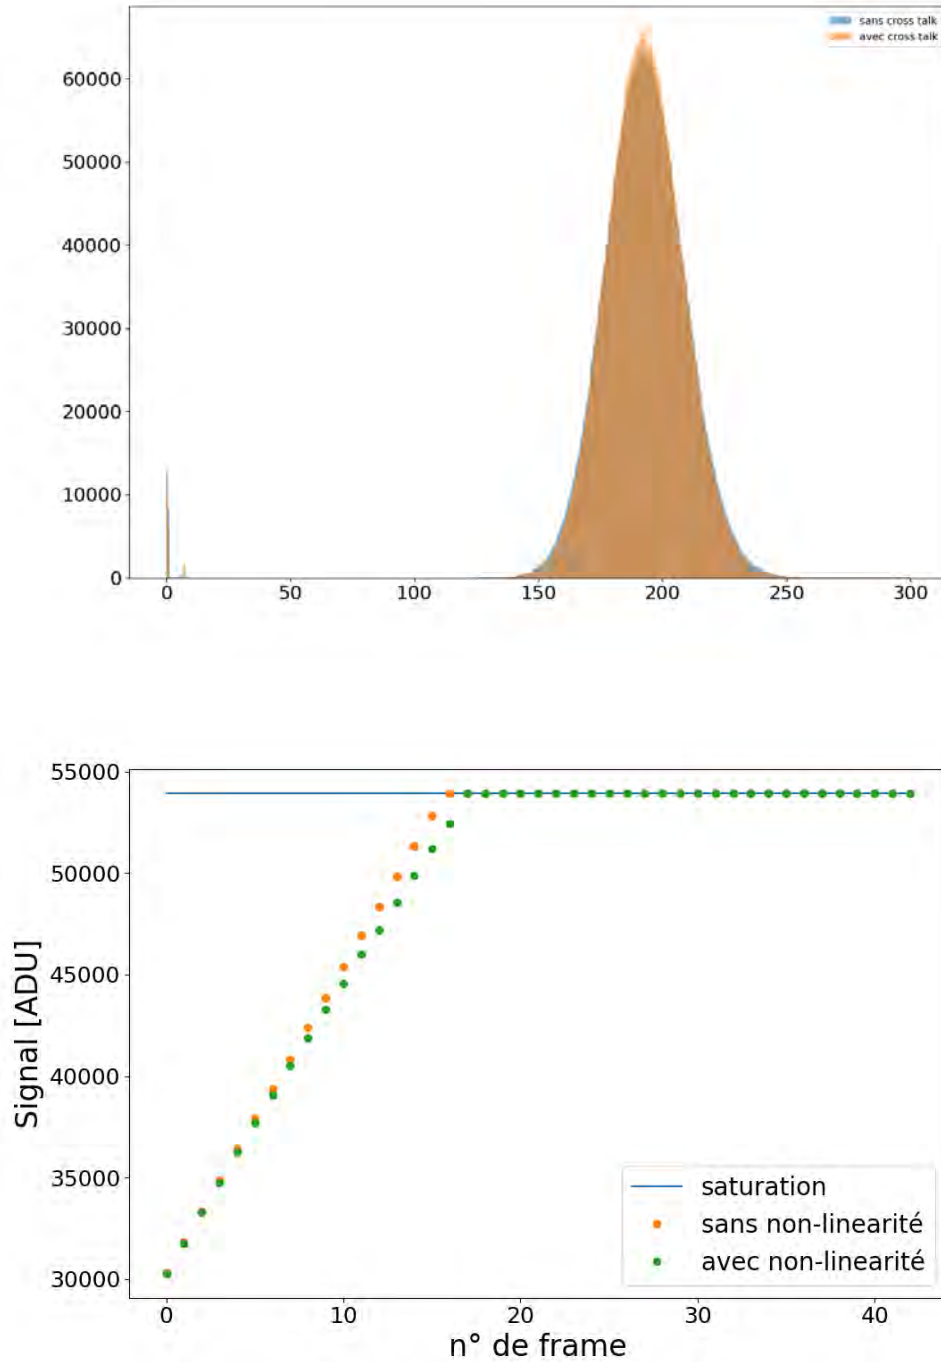 sans cross talk
avec cross talk
60000
50000
40000
30000
20000
10000
0
0 50 100 150 200 250 300
55000
50000
45000
40000
35000
30000
Signal [ADU]
saturation
sans non-linearité
avec non-linearité
0 10 20 30 40
n° de frame